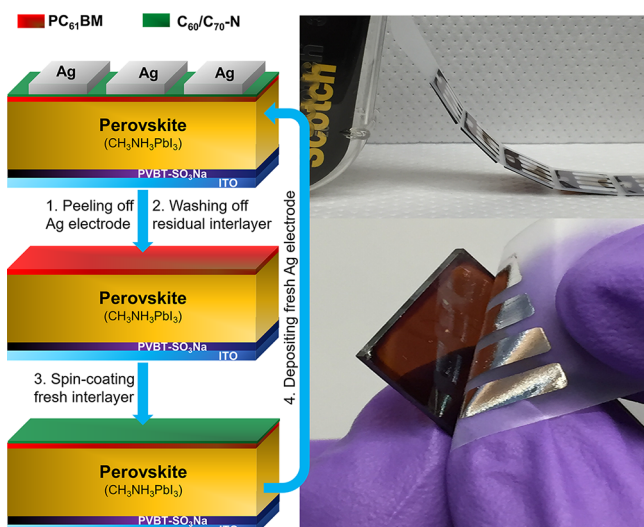 PC₆₁BM
C₆₀/C₇₀-N
Ag
Ag
Ag
Perovskite
(CH₃NH₃PbI₃)
PVBT-SO₃Na
ITO
1. Peeling off
Ag electrode
2. Washing off
residual interlayer
Perovskite
(CH₃NH₃PbI₃)
PVBT-SO₃Na
ITO
3. Spin-coating
fresh interlayer
Perovskite
(CH₃NH₃PbI₃)
PVBT-SO₃Na
ITO
4. Depositing fresh Ag electrode
scotch